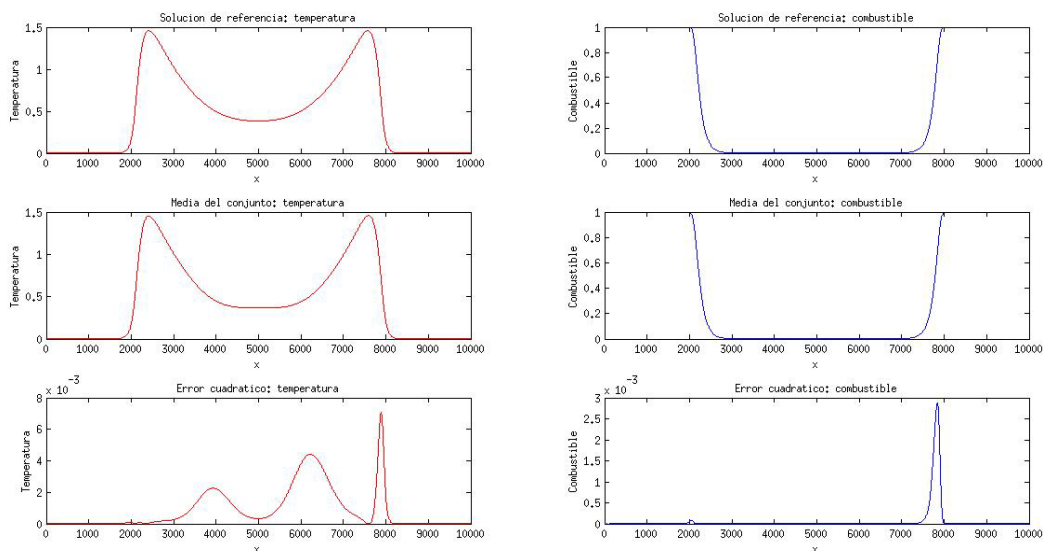 Solucion de referencia: temperatura
1.5
1
0.5
0
Temperatura
0 1000 2000 3000 4000 5000 6000 7000 8000 9000 10000
x
Solucion de referencia: combustible
1
0.8
0.6
0.4
0.2
0
Combustible
0 1000 2000 3000 4000 5000 6000 7000 8000 9000 10000
x
Media del conjunto: temperatura
1.5
1
0.5
0
Temperatura
0 1000 2000 3000 4000 5000 6000 7000 8000 9000 10000
x
Media del conjunto: combustible
1
0.8
0.6
0.4
0.2
0
Combustible
0 1000 2000 3000 4000 5000 6000 7000 8000 9000 10000
x
Error cuadratico: temperatura
x 10^-3
8
6
4
2
0
Temperatura
0 1000 2000 3000 4000 5000 6000 7000 8000 9000 10000
x
Error cuadratico: combustible
x 10^-3
3
2.5
2
1.5
1
0.5
0
Combustible
0 1000 2000 3000 4000 5000 6000 7000 8000 9000 10000
x